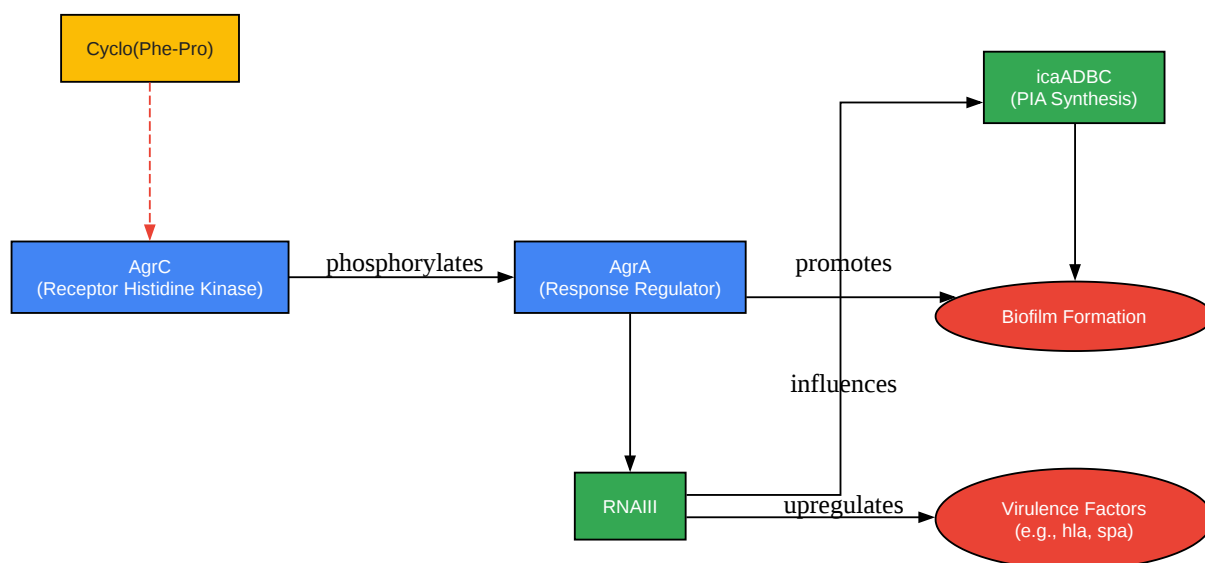 Cyclo(Phe-Pro)
icaADBC
(PIA Synthesis)
AgrC
(Receptor Histidine Kinase)
phosphorylates
AgrA
(Response Regulator)
promotes
Biofilm Formation
influences
RNAIII
upregulates
Virulence Factors
(e.g., hla, spa)